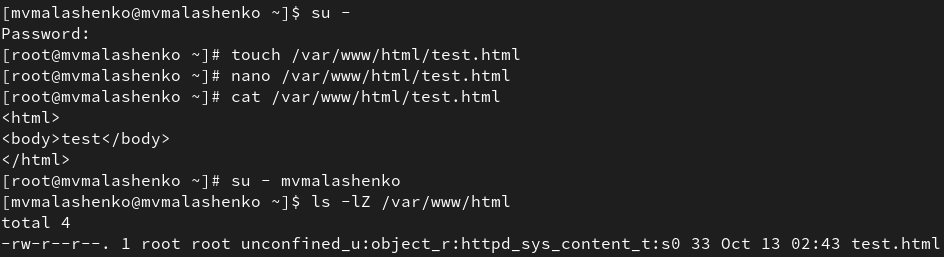 [mvmalashenko@mvmalashenko ~]$ su -
Password:
[root@mvmalashenko ~]# touch /var/www/html/test.html
[root@mvmalashenko ~]# nano /var/www/html/test.html
[root@mvmalashenko ~]# cat /var/www/html/test.html
<html>
<body>test</body>
</html>
[root@mvmalashenko ~]# su - mvmalashenko
[mvmalashenko@mvmalashenko ~]$ ls -lZ /var/www/html
total 4
-rw-r--r--. 1 root root unconfined_u:object_r:httpd_sys_content_t:s0 33 Oct 13 02:43 test.html